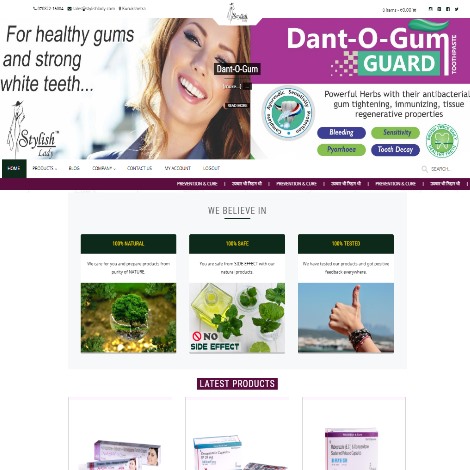 Stylish
Lady
For healthy gums
and strong
white teeth...
Dant-O-Gum
READ MORE
Dant-O-Gum
GUARD
TOOTHPASTE
Powerful Herbs with their antibacterial
gum tightening, immunizing, tissue
regenerative properties
Bleeding
Sensitivity
Pyorrhoea
Tooth Decay
Stylish
Lady
HOME
PRODUCTS
BLOG
COMPANY
CONTACT US
MY ACCOUNT
LOGOUT
SEARCH..
PREVENTION & CURE
PREVENTION & CURE
PREVENTION & CURE
WE BELIEVE IN
100% NATURAL
100% SAFE
100% TESTED
We care for you and prepare products from
purity of NATURE.
You are safe from SIDE EFFECT with our
natural products.
We have tested our products and got positive
feedback everywhere.
NO
SIDE EFFECT
LATEST PRODUCTS